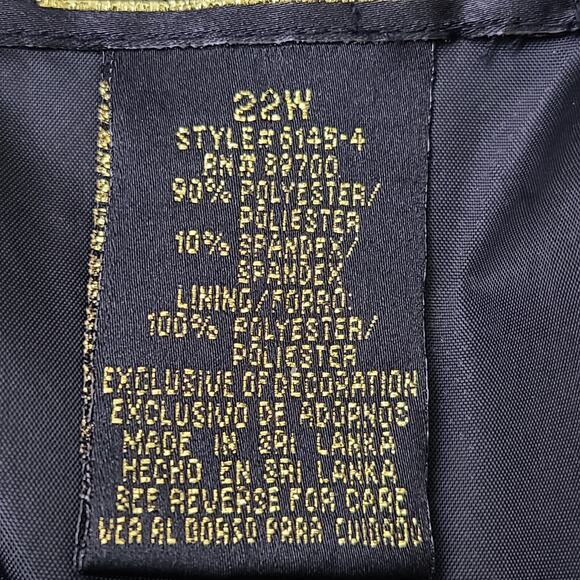 22W
STYLE# 8145-4
RN# 89700
90% POLYESTER/
POLIESTER
10% SPANDEX/
SPANDEX
LINING/FORRO:
100% POLYESTER/
POLIESTER
EXCLUSIVE OF DECORATION
EXCLUSIVO DE ADORNOS
MADE IN SRI LANKA
HECHO EN SRI LANKA
SEE REVERSE FOR CARE
VER AL DORSO PARA CUIDADO